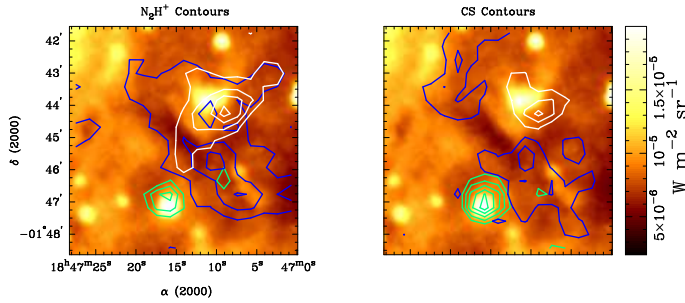 N₂H⁺ Contours
CS Contours
42′
43′
44′
45′
46′
47′
−01°48′
δ (2000)
18ʰ47ᵐ25ˢ
20ˢ
15ˢ
10ˢ
5ˢ
47ᵐ0ˢ
α (2000)
5×10⁻⁶
10⁻⁵
1.5×10⁻⁵
W m⁻² sr⁻¹